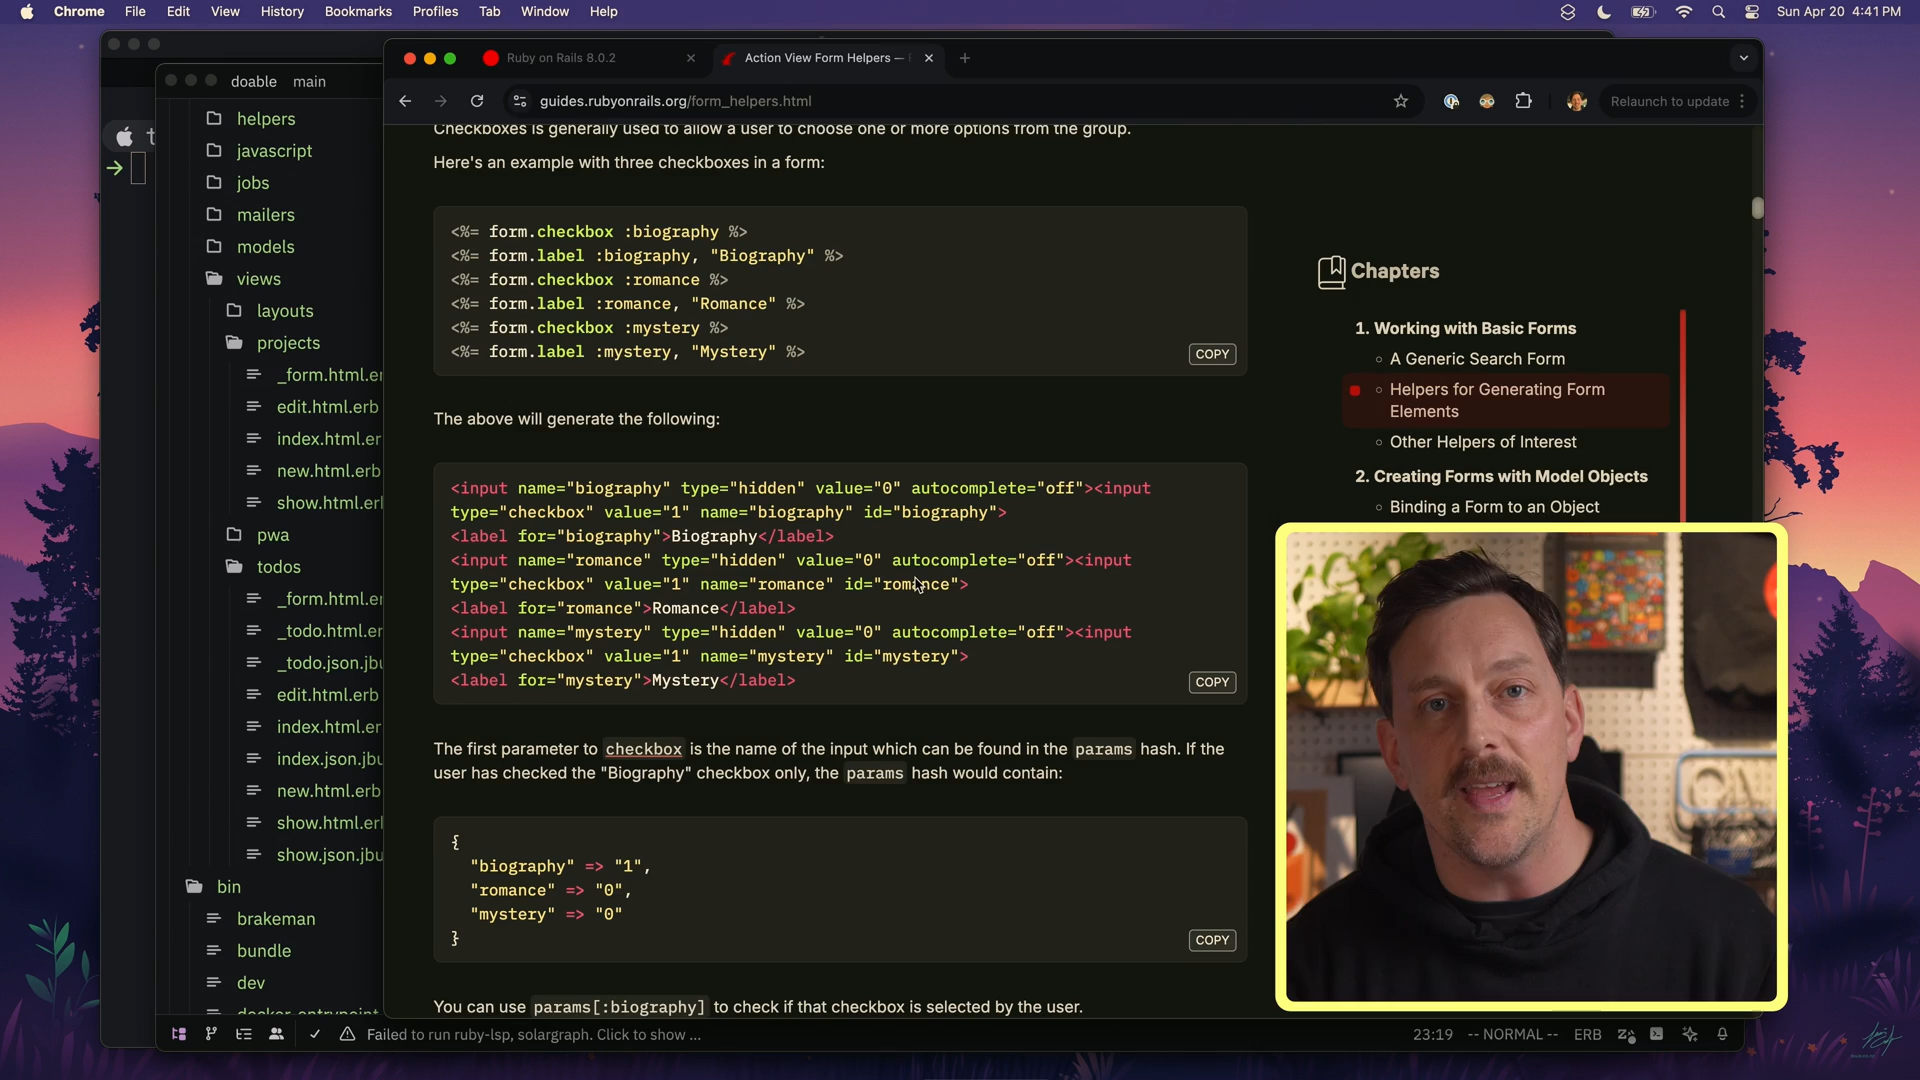 Chrome File Edit View History Bookmarks Profiles Tab Window Help
Sun Apr 20 4:41 PM
doable main
Ruby on Rails 8.0.2
Action View Form Helpers —
guides.rubyonrails.org/form_helpers.html
Relaunch to update
helpers
javascript
jobs
mailers
models
views
layouts
projects
_form.html.er
edit.html.erb
index.html.er
new.html.erb
show.html.er
pwa
todos
_form.html.er
_todo.html.er
_todo.json.jbu
edit.html.erb
index.html.er
index.json.jbu
new.html.erb
show.html.er
show.json.jbu
bin
brakeman
bundle
dev
docker-entrypoint
Checkboxes is generally used to allow a user to choose one or more options from the group.
Here's an example with three checkboxes in a form:
<%= form.checkbox :biography %>
<%= form.label :biography, "Biography" %>
<%= form.checkbox :romance %>
<%= form.label :romance, "Romance" %>
<%= form.checkbox :mystery %>
<%= form.label :mystery, "Mystery" %>
COPY
The above will generate the following:
<input name="biography" type="hidden" value="0" autocomplete="off"><input
type="checkbox" value="1" name="biography" id="biography">
<label for="biography">Biography</label>
<input name="romance" type="hidden" value="0" autocomplete="off"><input
type="checkbox" value="1" name="romance" id="romance">
<label for="romance">Romance</label>
<input name="mystery" type="hidden" value="0" autocomplete="off"><input
type="checkbox" value="1" name="mystery" id="mystery">
<label for="mystery">Mystery</label>
COPY
The first parameter to checkbox is the name of the input which can be found in the params hash. If the
user has checked the "Biography" checkbox only, the params hash would contain:
{
"biography" => "1",
"romance" => "0",
"mystery" => "0"
}
COPY
You can use params[:biography] to check if that checkbox is selected by the user.
Chapters
1. Working with Basic Forms
A Generic Search Form
Helpers for Generating Form
Elements
Other Helpers of Interest
2. Creating Forms with Model Objects
Binding a Form to an Object
Failed to run ruby-lsp, solargraph. Click to show ...
23:19 -- NORMAL -- ERB